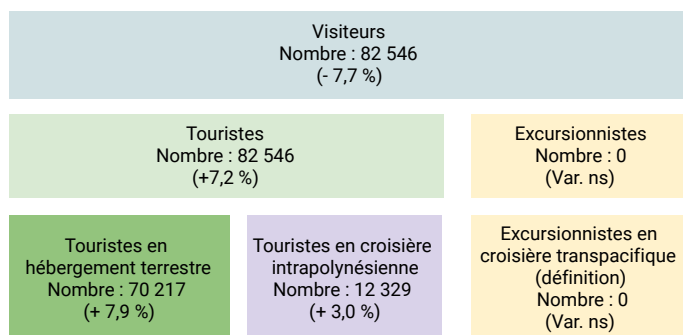 Visiteurs
Nombre : 82 546
(- 7,7 %)
Touristes
Nombre : 82 546
(+7,2 %)
Excursionnistes
Nombre : 0
(Var. ns)
Touristes en
hébergement terrestre
Nombre : 70 217
(+ 7,9 %)
Touristes en croisière
intrapolynésienne
Nombre : 12 329
(+ 3,0 %)
Excursionnistes en
croisière transpacifique
(définition)
Nombre : 0
(Var. ns)